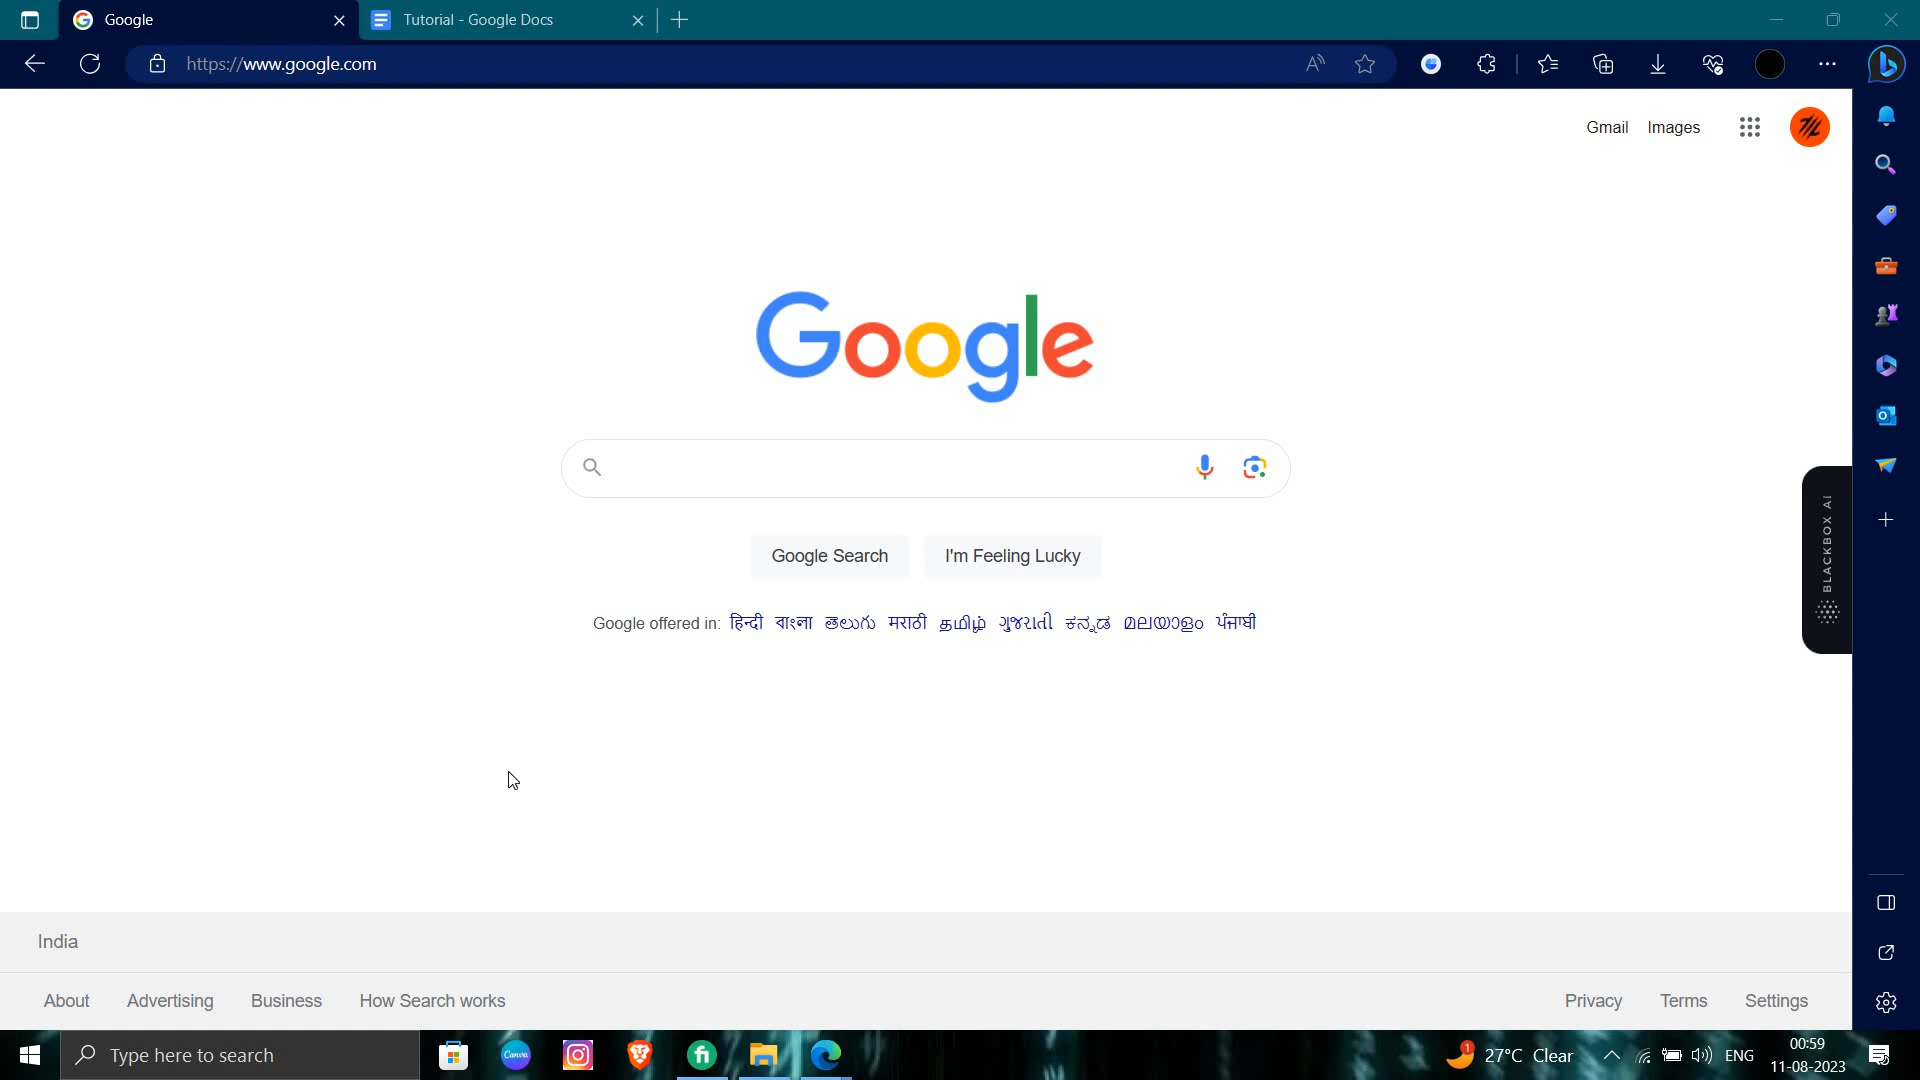 Google
Tutorial - Google Docs
https://www.google.com
Gmail Images
Google
Google Search
I'm Feeling Lucky
Google offered in: हिन्दी বাংলা తెలుగు मराठी தமிழ் ગુજરાતી ಕನ್ನಡ മലയാളം ਪੰਜਾਬੀ
BLACKBOX AI
India
About Advertising Business How Search works
Privacy Terms Settings
Type here to search
Canva
1
27°C Clear
ENG
00:59
11-08-2023